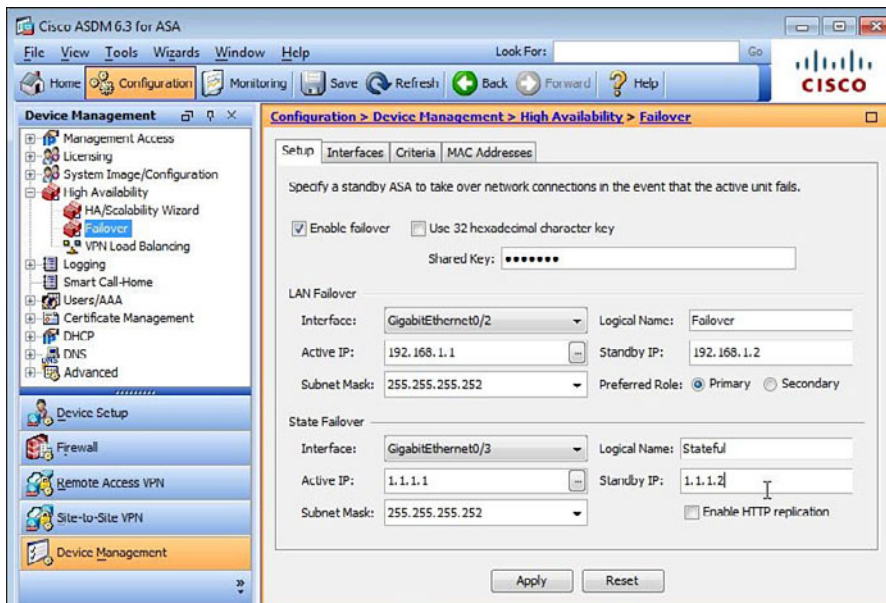 Cisco ASDM 6.3 for ASA
File View Tools Wizards Window Help Look For: Go
Home Configuration Monitoring Save Refresh Back Forward Help
CISCO
Device Management
Management Access
Licensing
System Image/Configuration
High Availability
HA/Scalability Wizard
Failover
VPN Load Balancing
Logging
Smart Call-Home
Users/AAA
Certificate Management
DHCP
DNS
Advanced
Device Setup
Firewall
Remote Access VPN
Site-to-Site VPN
Device Management
Configuration > Device Management > High Availability > Failover
Setup Interfaces Criteria MAC Addresses
Specify a standby ASA to take over network connections in the event that the active unit fails.
Enable failover Use 32 hexadecimal character key
Shared Key: •••••••
LAN Failover
Interface: GigabitEthernet0/2 Logical Name: Failover
Active IP: 192.168.1.1 ... Standby IP: 192.168.1.2
Subnet Mask: 255.255.255.252 Preferred Role: Primary Secondary
State Failover
Interface: GigabitEthernet0/3 Logical Name: Stateful
Active IP: 1.1.1.1 ... Standby IP: 1.1.1.2
Subnet Mask: 255.255.255.252 Enable HTTP replication
Apply Reset